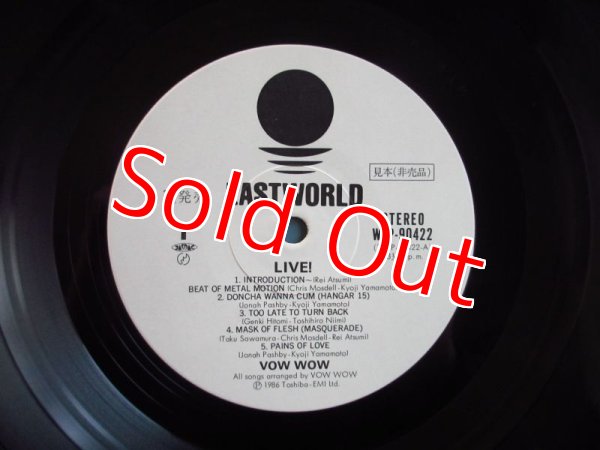 Sold Out
EASTWORLD
見本(非売品)
STEREO
LIVE!
1. INTRODUCTION~(Rei Atsumi)
BEAT OF METAL MOTION (Chris Mosdell-Kyoji Yamamoto)
2. DONCHA WANNA CUM (HANGAR 15)
(Jonah Pashby-Kyoji Yamamoto)
3. TOO LATE TO TURN BACK
(Genki Hitomi-Toshihiro Niimi)
4. MASK OF FLESH (MASQUERADE)
(Taku Sawamura-Chris Mosdell-Rei Atsumi)
5. PAINS OF LOVE
(Jonah Pashby-Kyoji Yamamoto)
VOW WOW
All songs arranged by VOW WOW
Ⓟ1986 Toshiba-EMI Ltd.